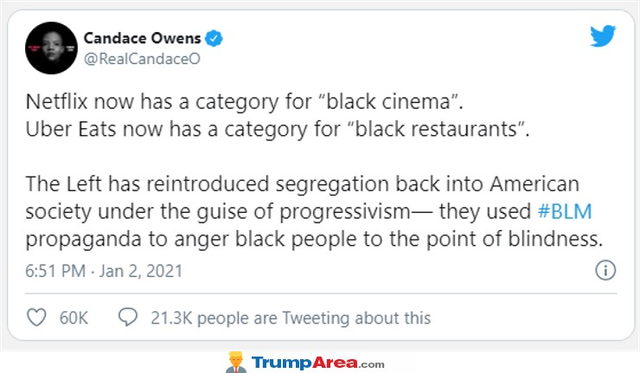 Candace Owens
@RealCandaceO
Netflix now has a category for “black cinema”.
Uber Eats now has a category for “black restaurants”.
The Left has reintroduced segregation back into American
society under the guise of progressivism— they used #BLM
propaganda to anger black people to the point of blindness.
6:51 PM · Jan 2, 2021
60K 21.3K people are Tweeting about this
TrumpArea.com